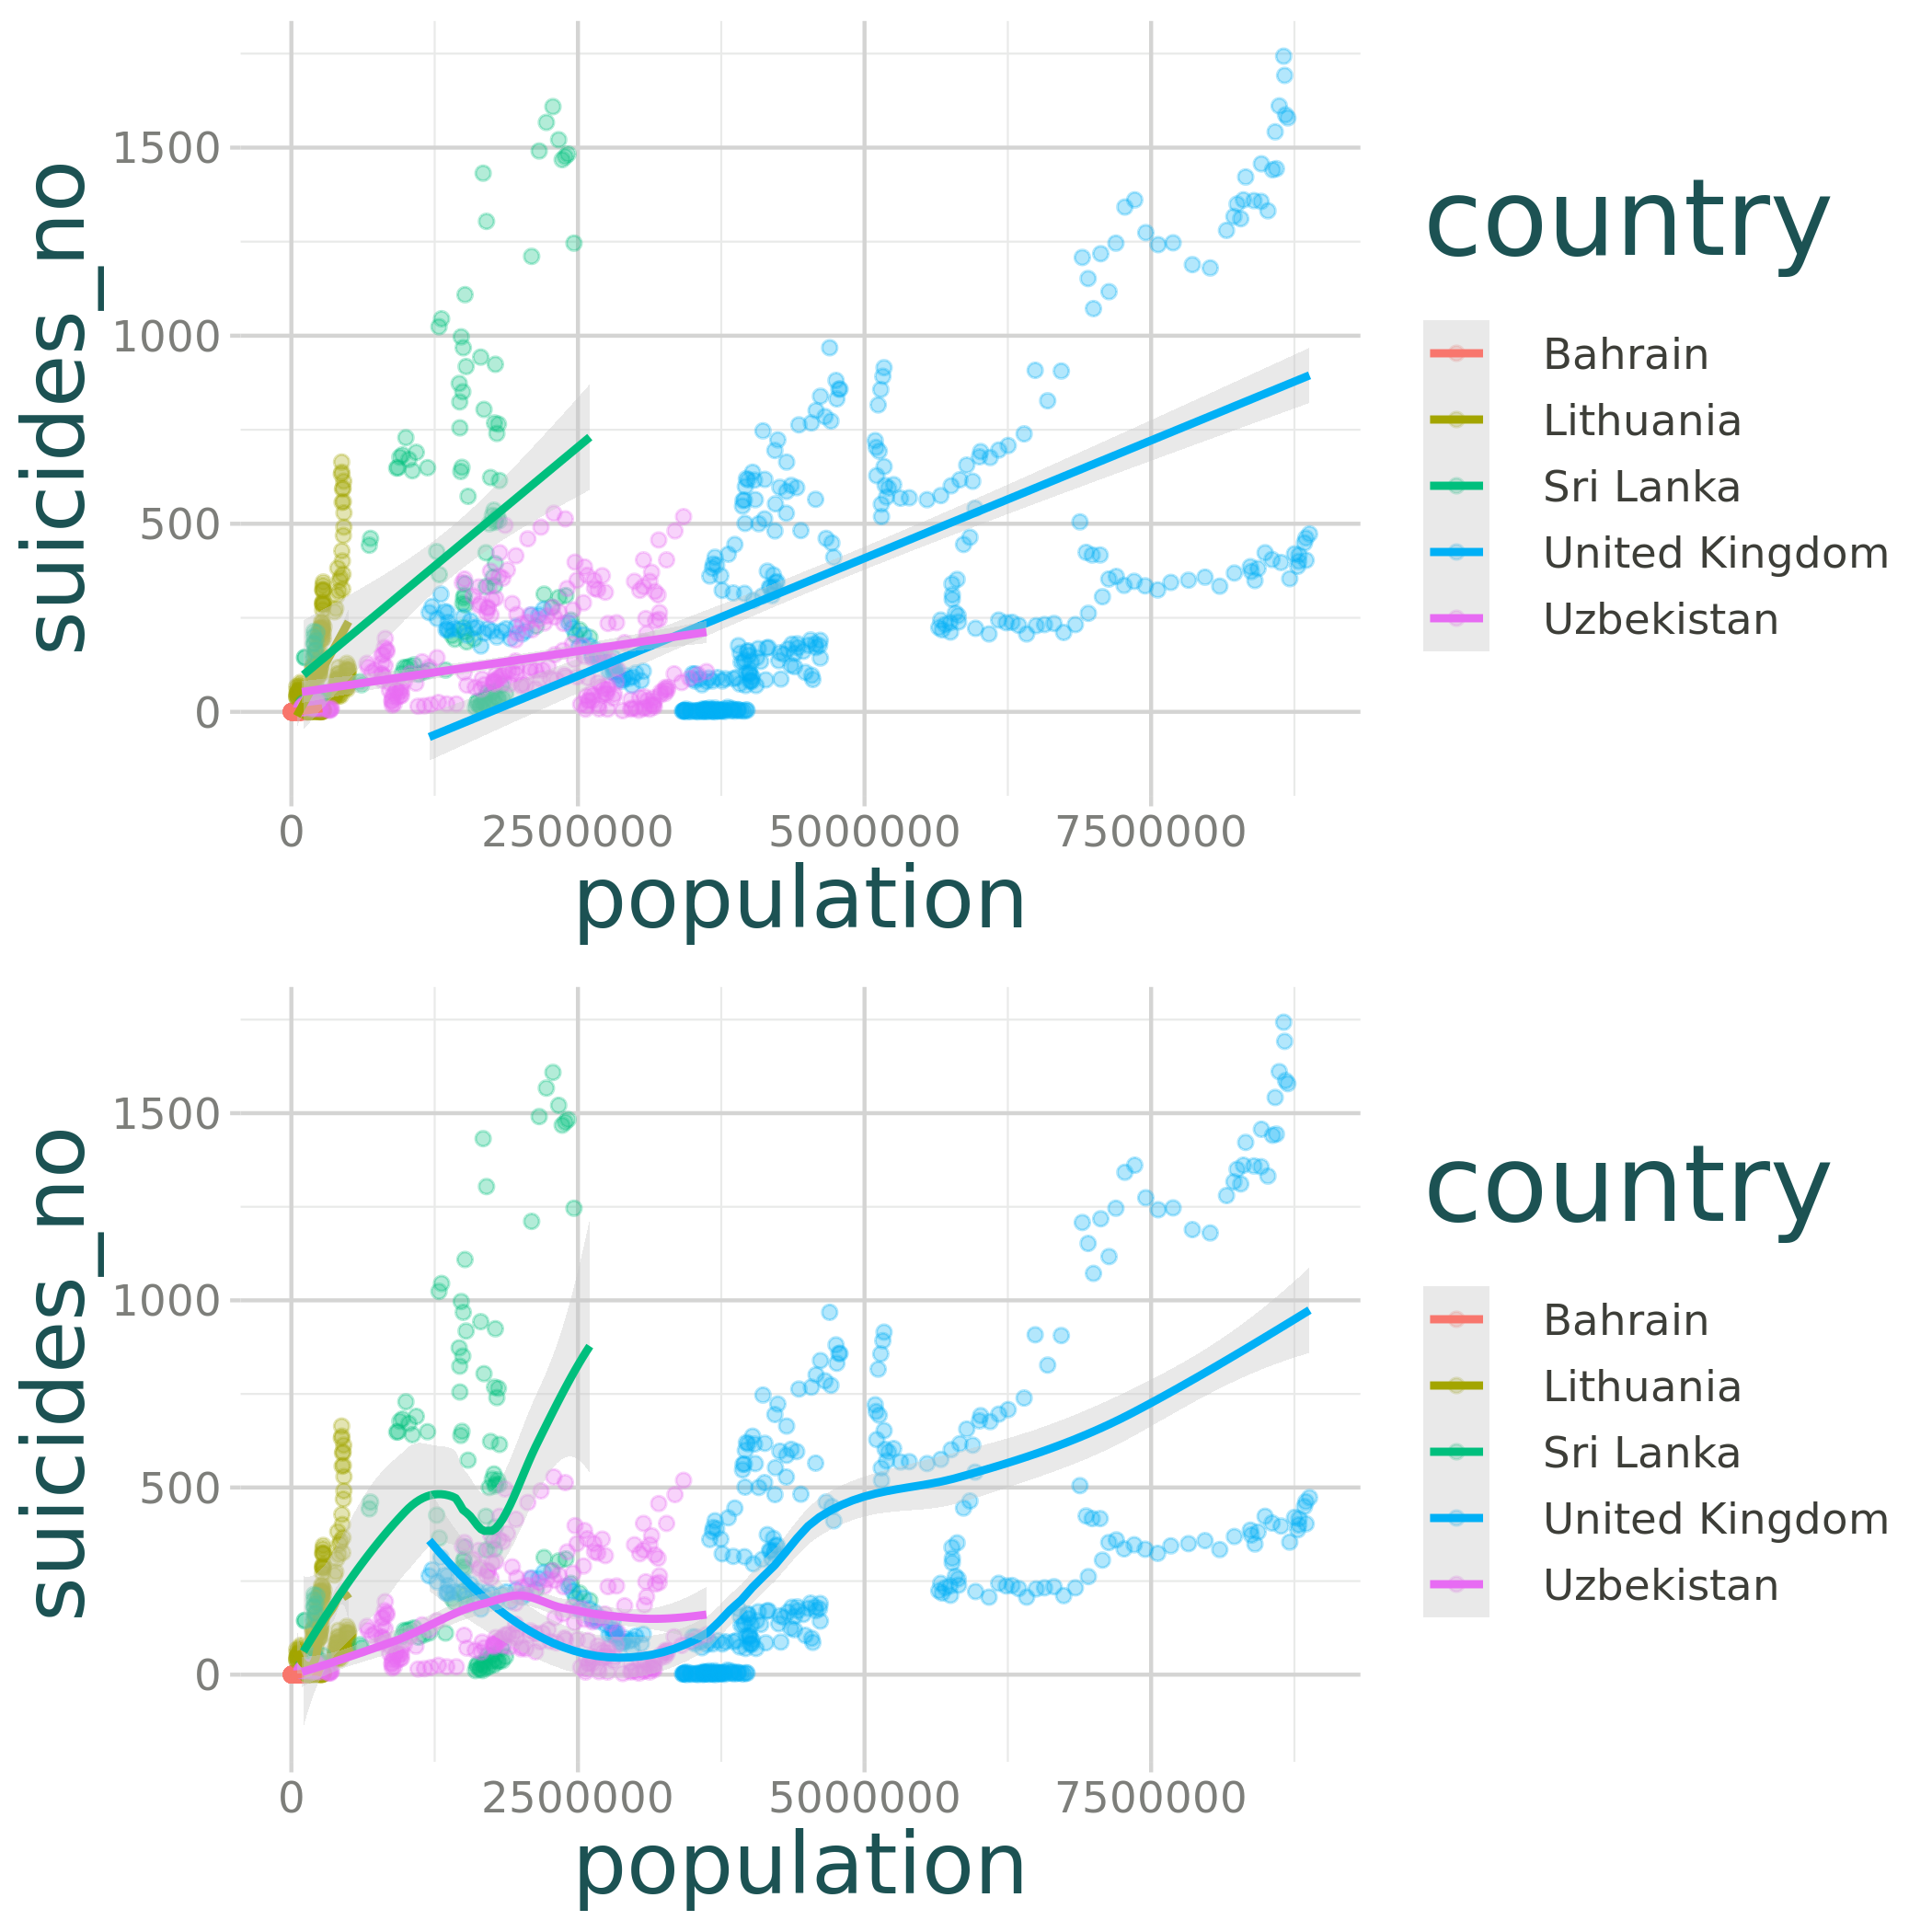 suicides_no
1500
1000
500
0
0 2500000 5000000 7500000
population
country
Bahrain
Lithuania
Sri Lanka
United Kingdom
Uzbekistan
suicides_no
1500
1000
500
0
0 2500000 5000000 7500000
population
country
Bahrain
Lithuania
Sri Lanka
United Kingdom
Uzbekistan